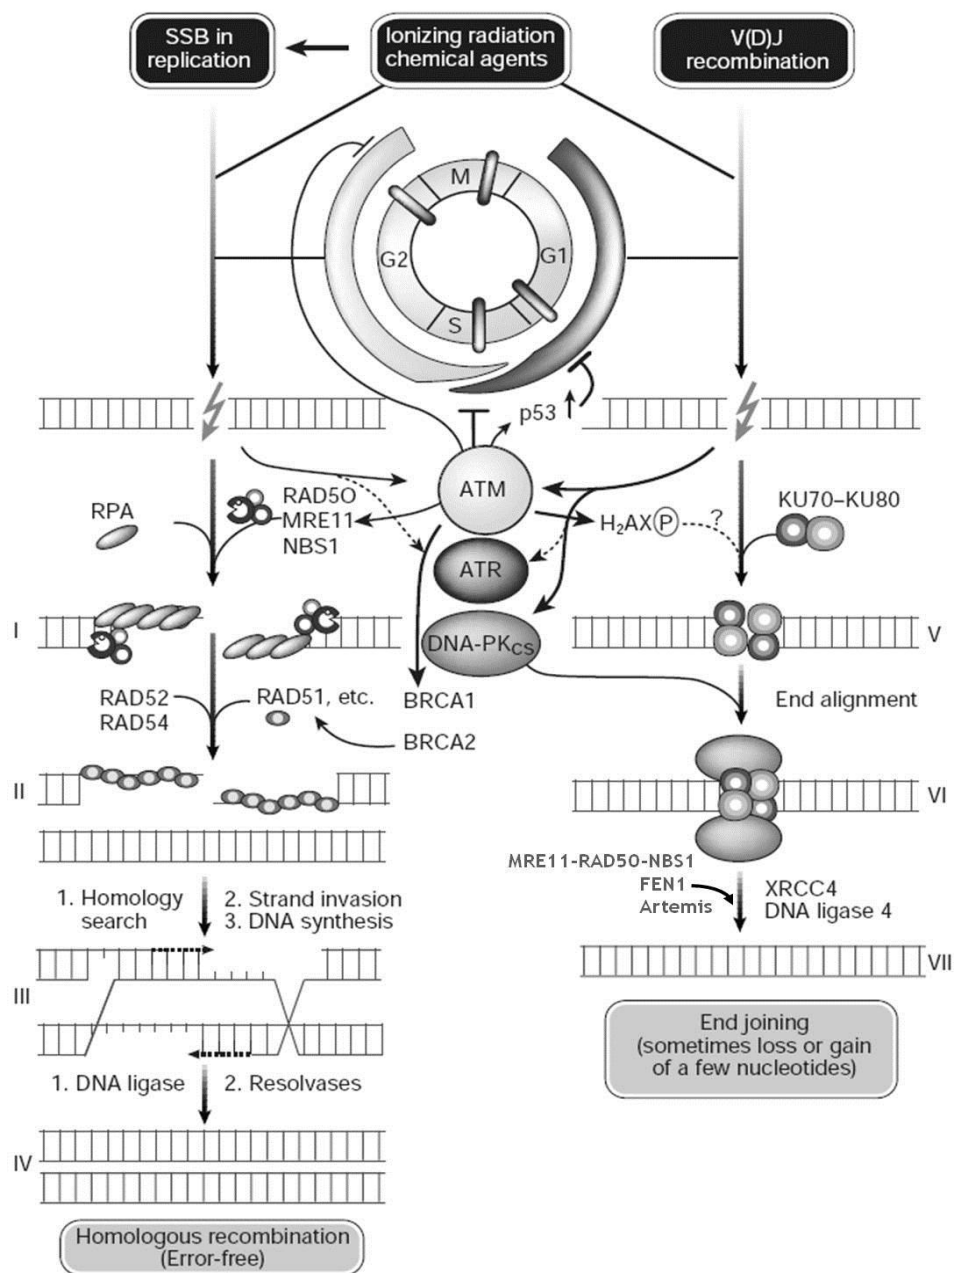 SSB in
replication
Ionizing radiation
chemical agents
V(D)J
recombination
M
G2
G1
S
p53
ATM
RPA
RAD50
MRE11
NBS1
H₂AX P
?
KU70–KU80
ATR
I
DNA-PKCS
V
RAD52
RAD54
RAD51, etc.
BRCA1
BRCA2
End alignment
II
VI
MRE11-RAD50-NBS1
FEN1
Artemis
XRCC4
DNA ligase 4
1. Homology
search
2. Strand invasion
3. DNA synthesis
III
VII
End joining
(sometimes loss or gain
of a few nucleotides)
1. DNA ligase
2. Resolvases
IV
Homologous recombination
(Error-free)